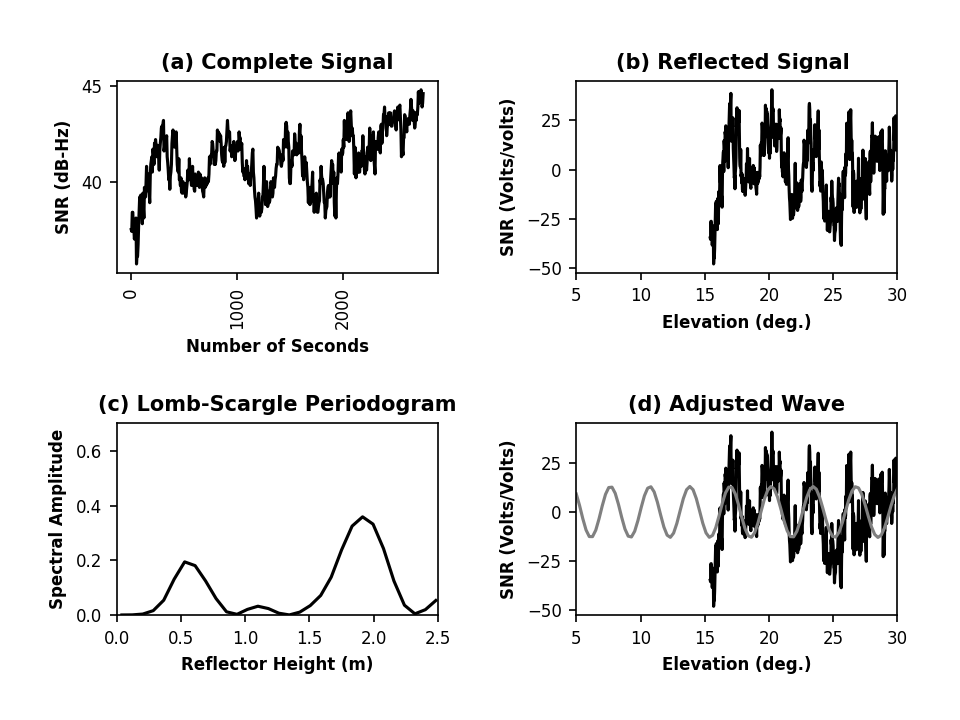 (a) Complete Signal
SNR (dB-Hz)
45
40
0
1000
2000
Number of Seconds
(b) Reflected Signal
SNR (Volts/volts)
25
0
−25
−50
5 10 15 20 25 30
Elevation (deg.)
(c) Lomb-Scargle Periodogram
Spectral Amplitude
0.6
0.4
0.2
0.0
0.0 0.5 1.0 1.5 2.0 2.5
Reflector Height (m)
(d) Adjusted Wave
SNR (Volts/Volts)
25
0
−25
−50
5 10 15 20 25 30
Elevation (deg.)